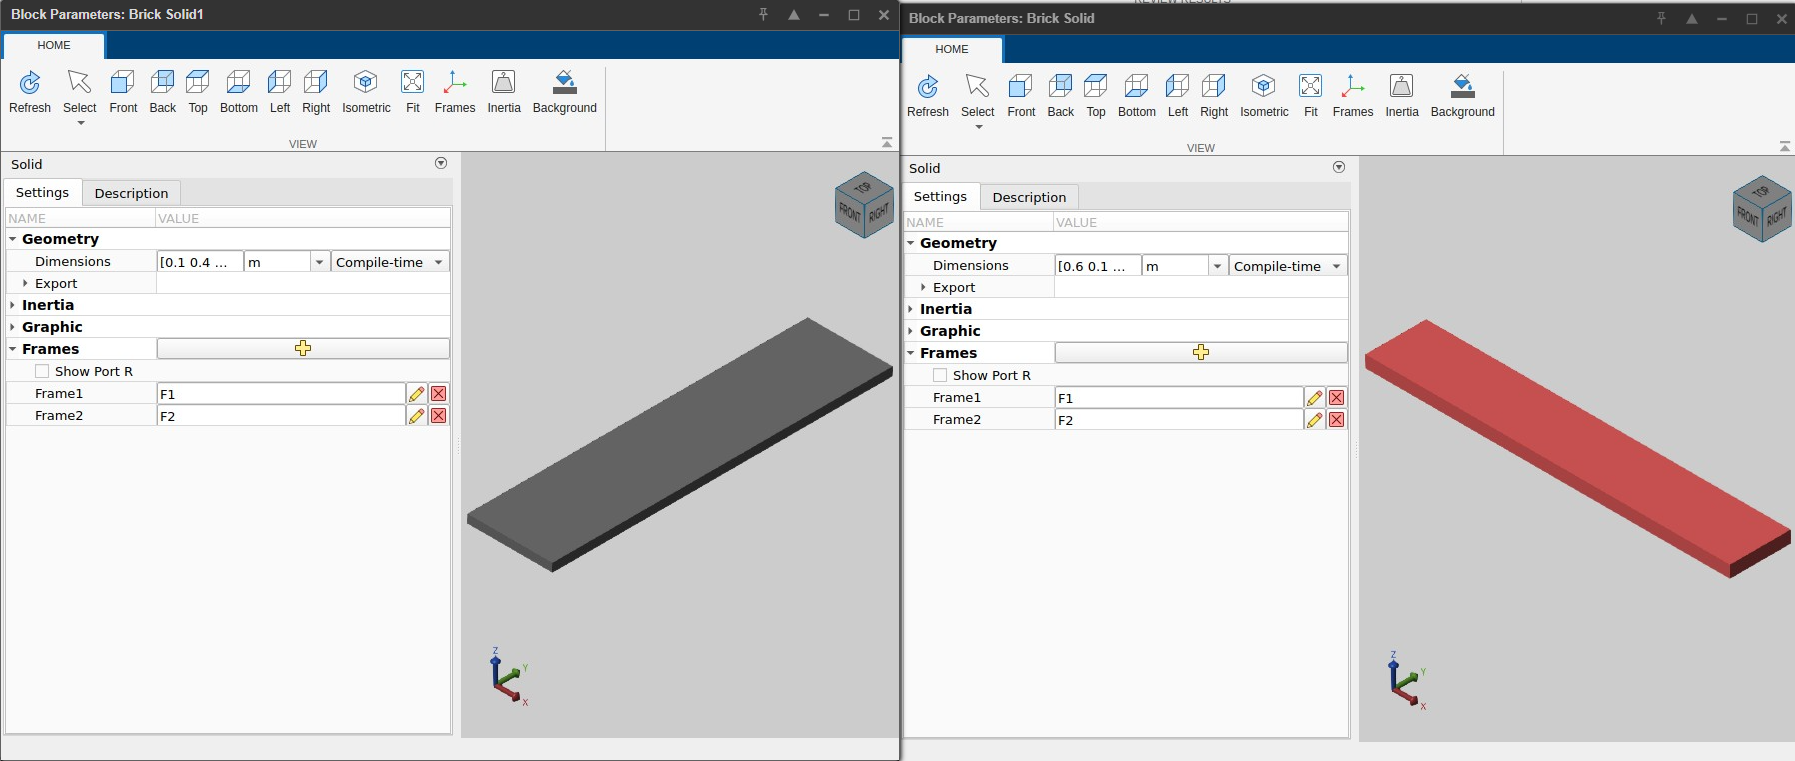 Block Parameters: Brick Solid1
HOME
Refresh Select Front Back Top Bottom Left Right Isometric Fit Frames Inertia Background
VIEW
Solid
Settings Description
NAME VALUE
Geometry
Dimensions [0.1 0.4 ... m Compile-time
Export
Inertia
Graphic
Frames
Show Port R
Frame1 F1
Frame2 F2
TOP
FRONT RIGHT
Z
Y
X
REVIEW RESULTS
Block Parameters: Brick Solid
HOME
Refresh Select Front Back Top Bottom Left Right Isometric Fit Frames Inertia Background
VIEW
Solid
Settings Description
NAME VALUE
Geometry
Dimensions [0.6 0.1 ... m Compile-time
Export
Inertia
Graphic
Frames
Show Port R
Frame1 F1
Frame2 F2
TOP
FRONT RIGHT
Z
Y
X